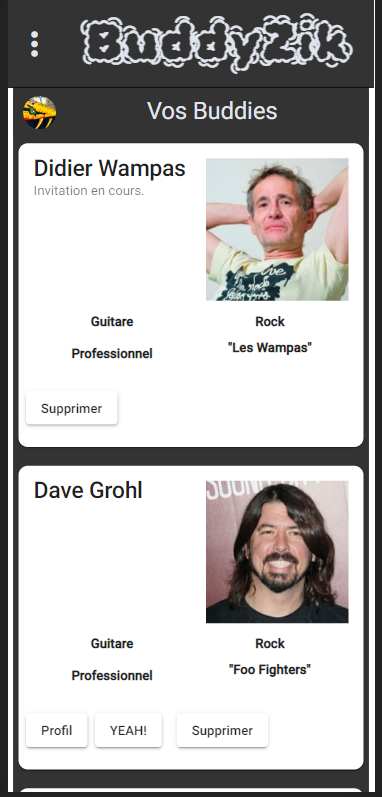 BuddyZik
Vos Buddies
Didier Wampas
Invitation en cours.
Guitare
Rock
Professionnel
"Les Wampas"
Supprimer
Dave Grohl
Guitare
Rock
Professionnel
"Foo Fighters"
Profil
YEAH!
Supprimer